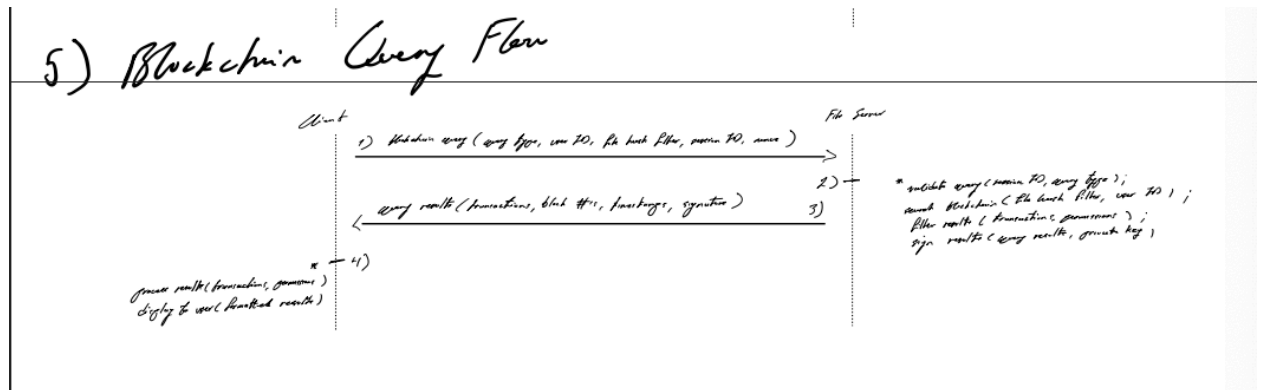 5) Blockchain Query Flow
Client
File Server
1) blockchain query (query type, user ID, file hash filter, session ID, nonce)
2)
* validate query (session ID, query type);
search blockchain (file hash filter, user ID);
filter results (transactions, permissions);
sign results (query results, private key)
query results (transactions, block #'s, timestamps, signature)
3)
* 4)
process results (transactions, )
display to user (formatted results)